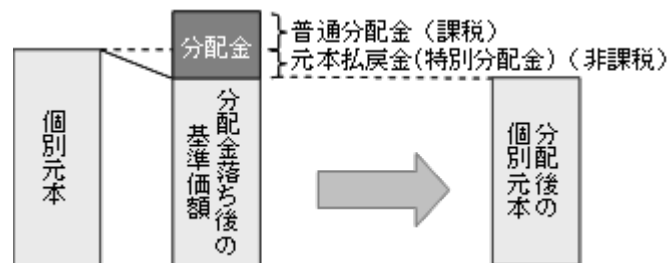 普通分配金（課税）
分配金
元本払戻金(特別分配金)（非課税）
個別元本
分配金落ち後の
基準価額
分配後の
個別元本